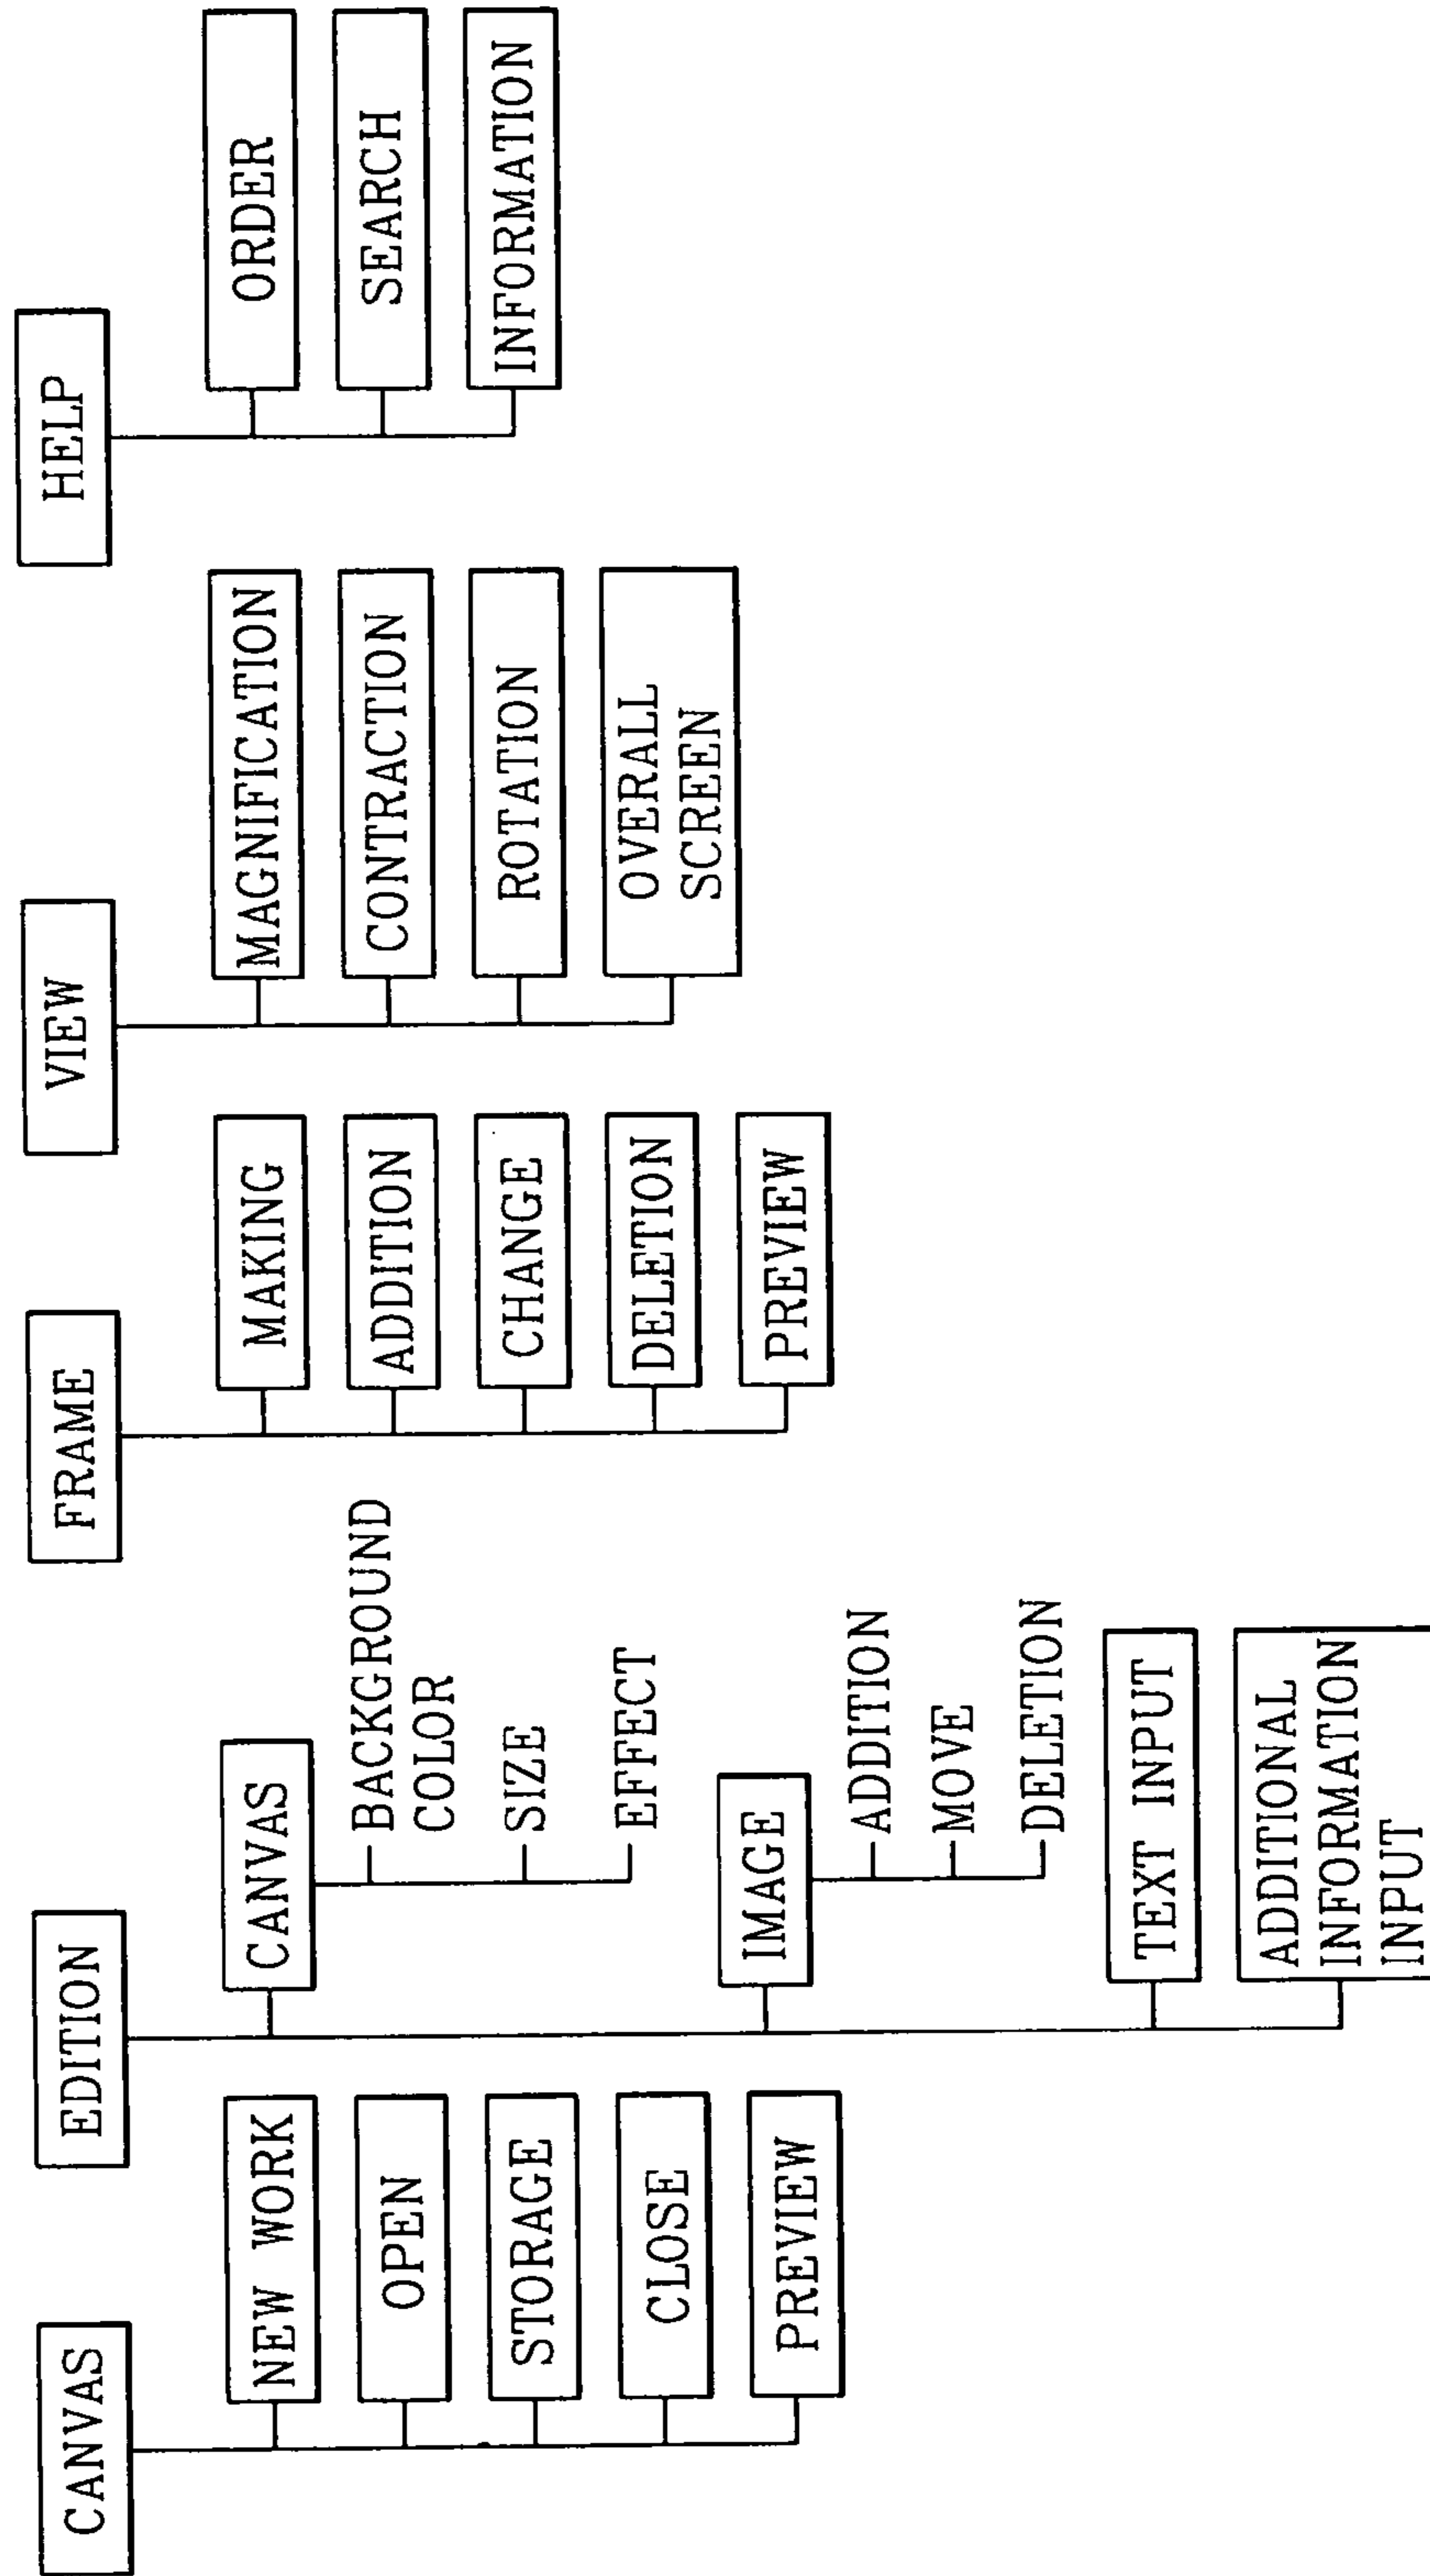 CANVAS
NEW WORK
OPEN
STORAGE
CLOSE
PREVIEW
EDITION
CANVAS
BACKGROUND
COLOR
SIZE
EFFECT
IMAGE
ADDITION
MOVE
DELETION
TEXT INPUT
ADDITIONAL
INFORMATION
INPUT
FRAME
MAKING
ADDITION
CHANGE
DELETION
PREVIEW
VIEW
MAGNIFICATION
CONTRACTION
ROTATION
OVERALL
SCREEN
HELP
ORDER
SEARCH
INFORMATION